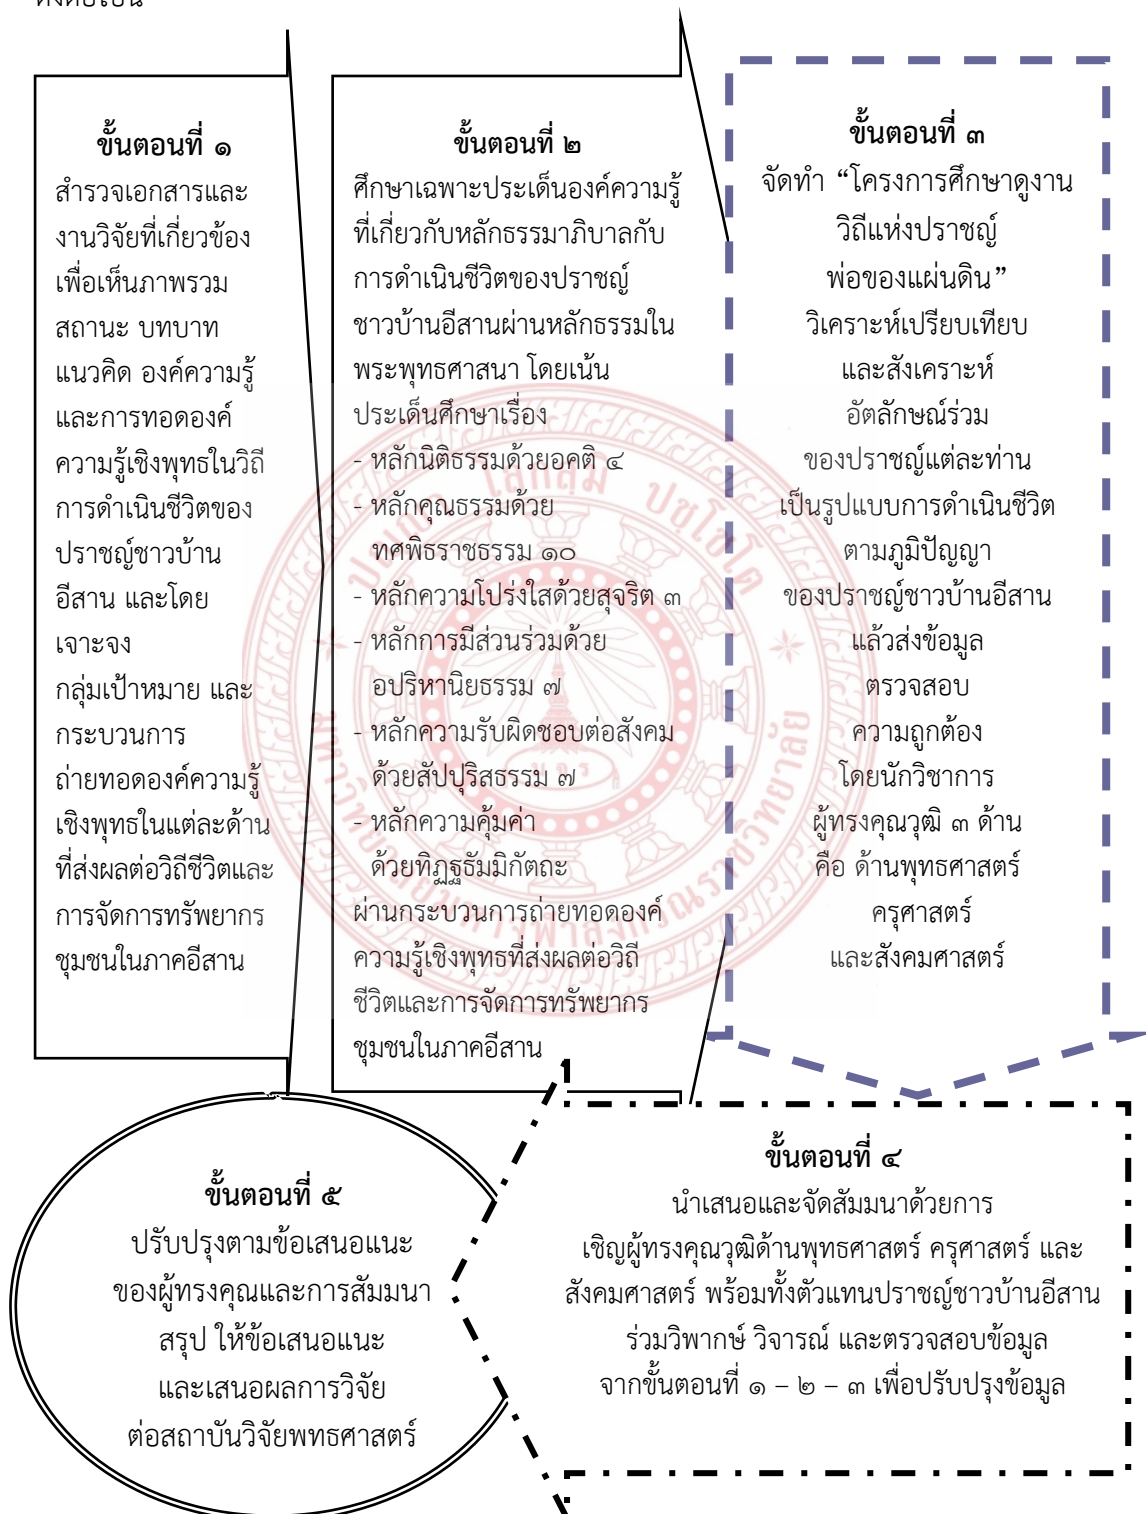 ขั้นตอนที่ ๑
สำรวจเอกสารและ
งานวิจัยที่เกี่ยวข้อง
เพื่อเห็นภาพรวม
สถานะ บทบาท
แนวคิด องค์ความรู้
และการทอดองค์
ความรู้เชิงพุทธในวิถี
การดำเนินชีวิตของ
ปราชญ์ชาวบ้าน
อีสาน และโดย
เจาะจง
กลุ่มเป้าหมาย และ
กระบวนการ
ถ่ายทอดองค์ความรู้
เชิงพุทธในแต่ละด้าน
ที่ส่งผลต่อวิถีชีวิตและ
การจัดการทรัพยากร
ชุมชนในภาคอีสาน
ขั้นตอนที่ ๒
ศึกษาเฉพาะประเด็นองค์ความรู้
ที่เกี่ยวกับหลักธรรมาภิบาลกับ
การดำเนินชีวิตของปราชญ์
ชาวบ้านอีสานผ่านหลักธรรมใน
พระพุทธศาสนา โดยเน้น
ประเด็นศึกษาเรื่อง
- หลักนิติธรรมด้วยอคติ ๔
- หลักคุณธรรมด้วย
ทศพิธราชธรรม ๑๐
- หลักความโปร่งใสด้วยสุจริต ๓
- หลักการมีส่วนร่วมด้วย
อปริหานิยธรรม ๗
- หลักความรับผิดชอบต่อสังคม
ด้วยสัปปุริสธรรม ๗
- หลักความคุ้มค่า
ด้วยทิฏฐธัมมิกัตถะ
ผ่านกระบวนการถ่ายทอดองค์
ความรู้เชิงพุทธที่ส่งผลต่อวิถี
ชีวิตและการจัดการทรัพยากร
ชุมชนในภาคอีสาน
ขั้นตอนที่ ๓
จัดทำ “โครงการศึกษาดูงาน
วิถีแห่งปราชญ์
พ่อของแผ่นดิน”
วิเคราะห์เปรียบเทียบ
และสังเคราะห์
อัตลักษณ์ร่วม
ของปราชญ์แต่ละท่าน
เป็นรูปแบบการดำเนินชีวิต
ตามภูมิปัญญา
ของปราชญ์ชาวบ้านอีสาน
แล้วส่งข้อมูล
ตรวจสอบ
ความถูกต้อง
โดยนักวิชาการ
ผู้ทรงคุณวุฒิ ๓ ด้าน
คือ ด้านพุทธศาสตร์
ครุศาสตร์
และสังคมศาสตร์
ขั้นตอนที่ ๔
นำเสนอและจัดสัมมนาด้วยการ
เชิญผู้ทรงคุณวุฒิด้านพุทธศาสตร์ ครุศาสตร์ และ
สังคมศาสตร์ พร้อมทั้งตัวแทนปราชญ์ชาวบ้านอีสาน
ร่วมวิพากษ์ วิจารณ์ และตรวจสอบข้อมูล
จากขั้นตอนที่ ๑ – ๒ – ๓ เพื่อปรับปรุงข้อมูล
ขั้นตอนที่ ๕
ปรับปรุงตามข้อเสนอแนะ
ของผู้ทรงคุณและการสัมมนา
สรุป ให้ข้อเสนอแนะ
และเสนอผลการวิจัย
ต่อสถาบันวิจัยพทธศาสตร์
ปญฺญา โลกสฺมิ ปชฺโชโต
มหาวิทยาลัยมหาจุฬาลงกรณราชวิทยาลัย